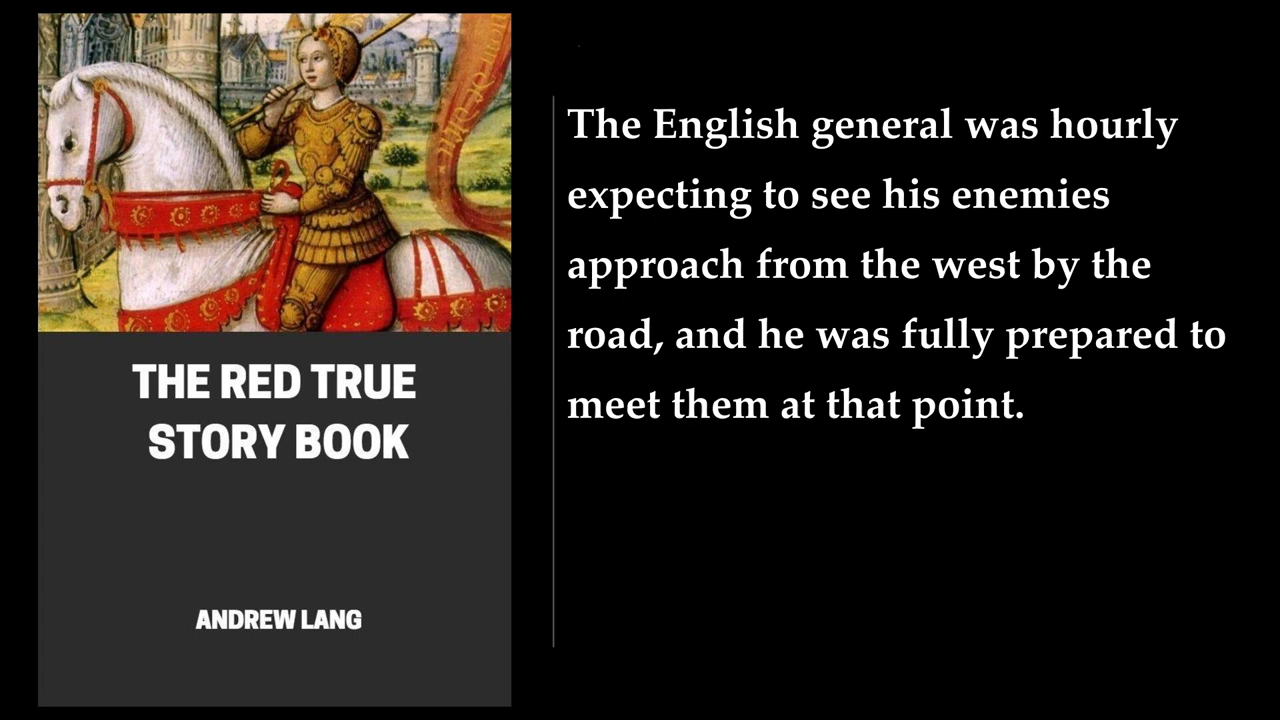 THE RED TRUE
STORY BOOK
ANDREW LANG
The English general was hourly
expecting to see his enemies
approach from the west by the
road, and he was fully prepared to
meet them at that point.